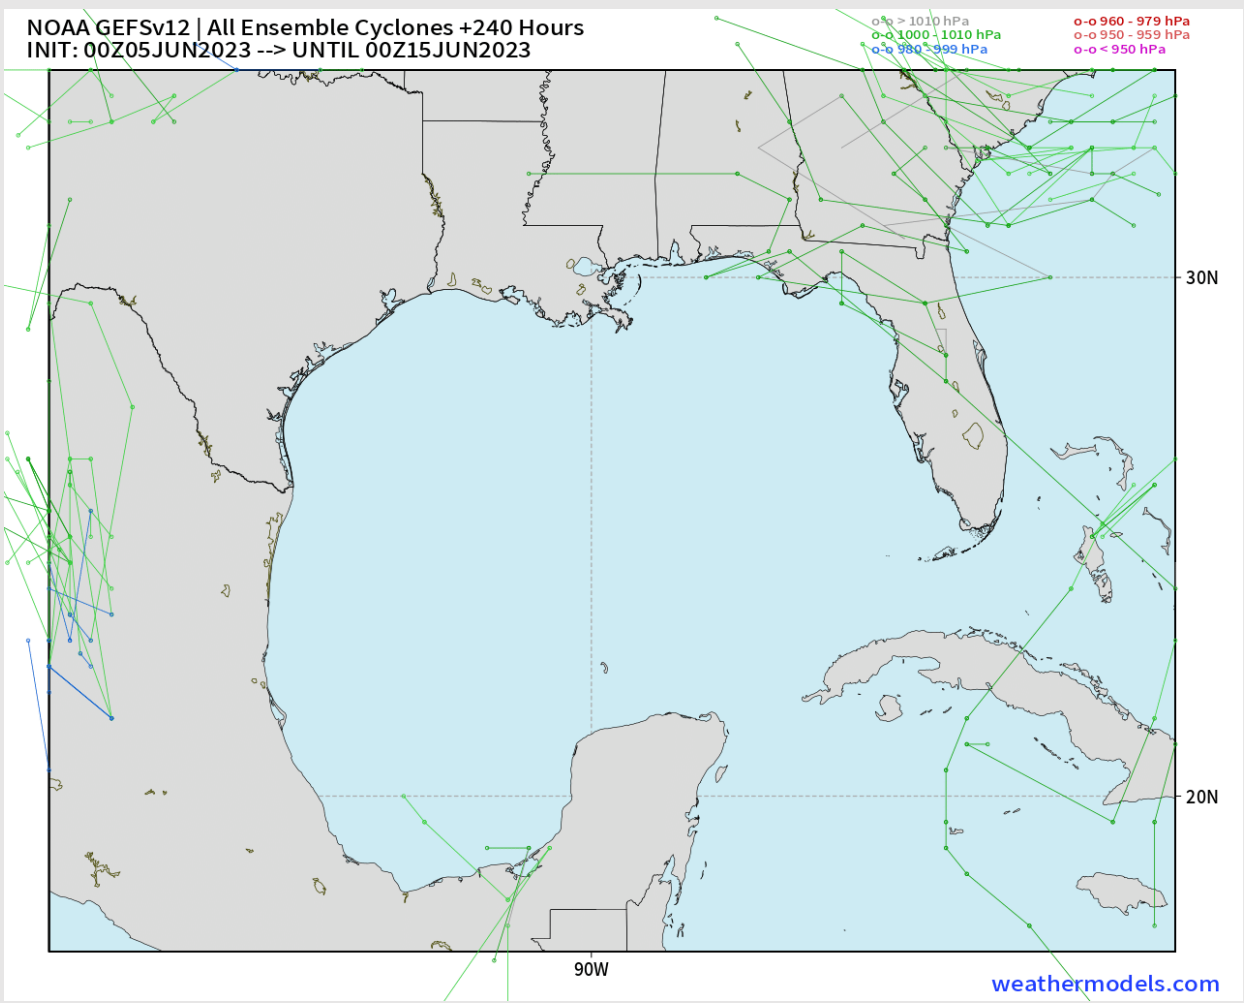 NOAA GEFSv12 | All Ensemble Cyclones +240 Hours
INIT: 00Z05JUN2023 --> UNTIL 00Z15JUN2023
o-o > 1010 hPa
o-o 1000 - 1010 hPa
o-o 980 - 999 hPa
o-o 960 - 979 hPa
o-o 950 - 959 hPa
o-o < 950 hPa
30N
20N
90W
weathermodels.com